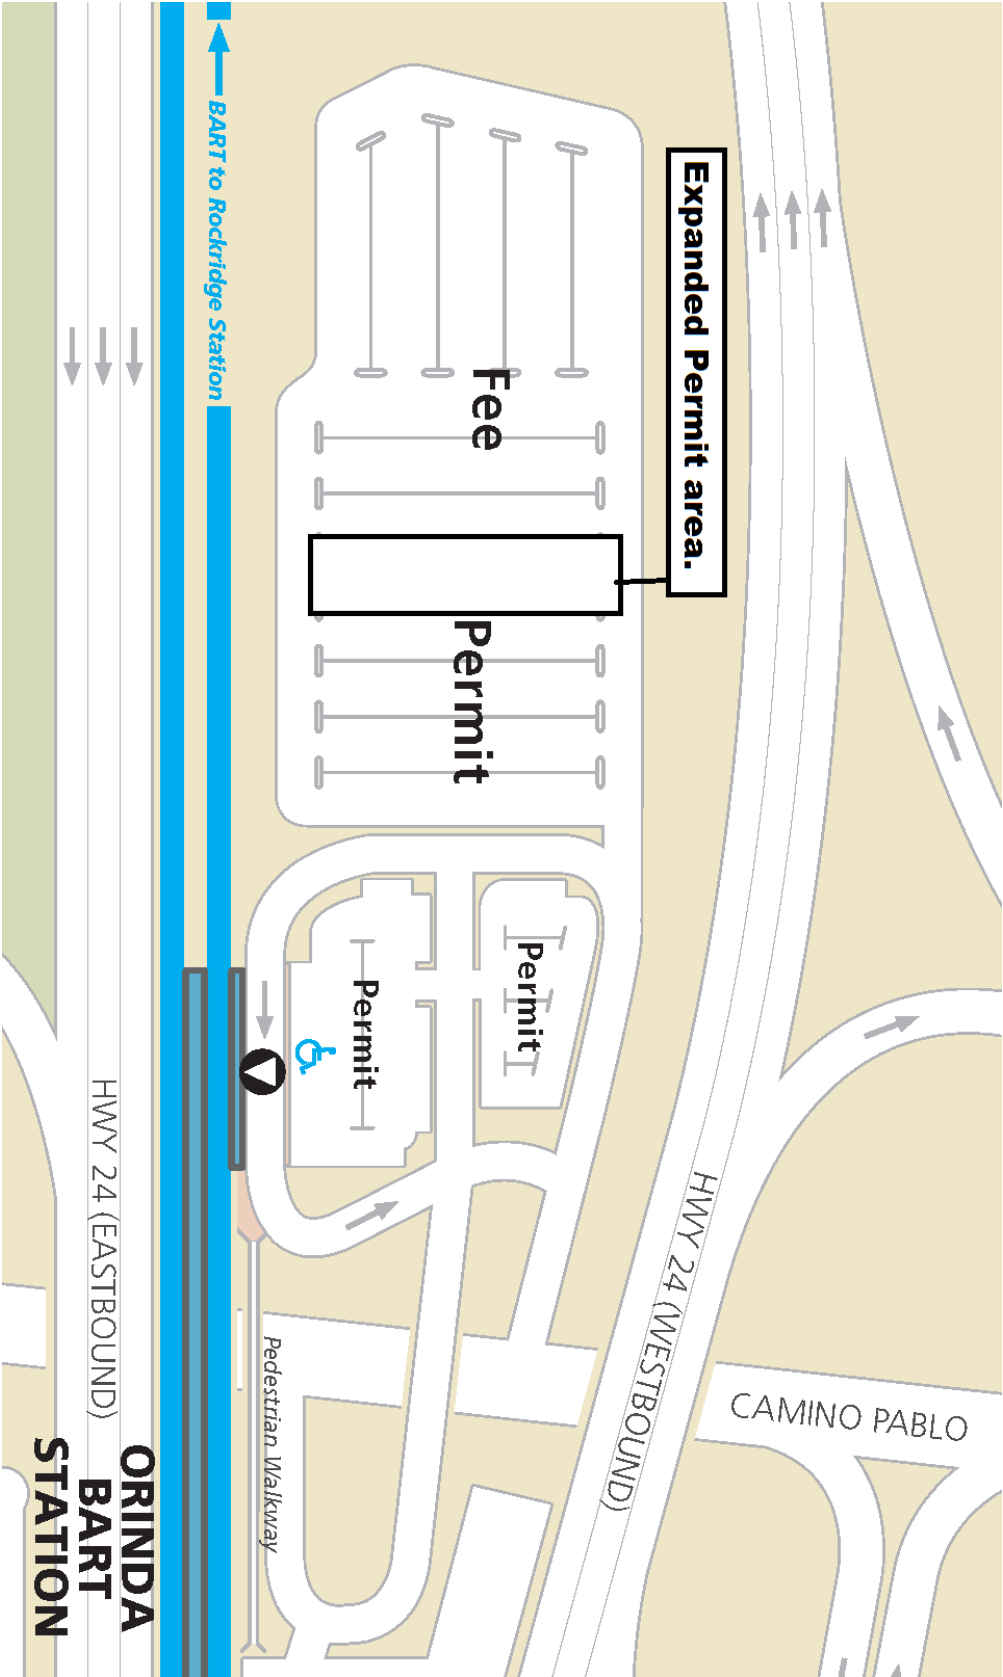 BART to Rockridge Station
Expanded Permit area.
Fee
Permit
Permit
Permit
HWY 24 (WESTBOUND)
CAMINO PABLO
Pedestrian Walkway
HWY 24 (EASTBOUND)
ORINDA
BART
STATION